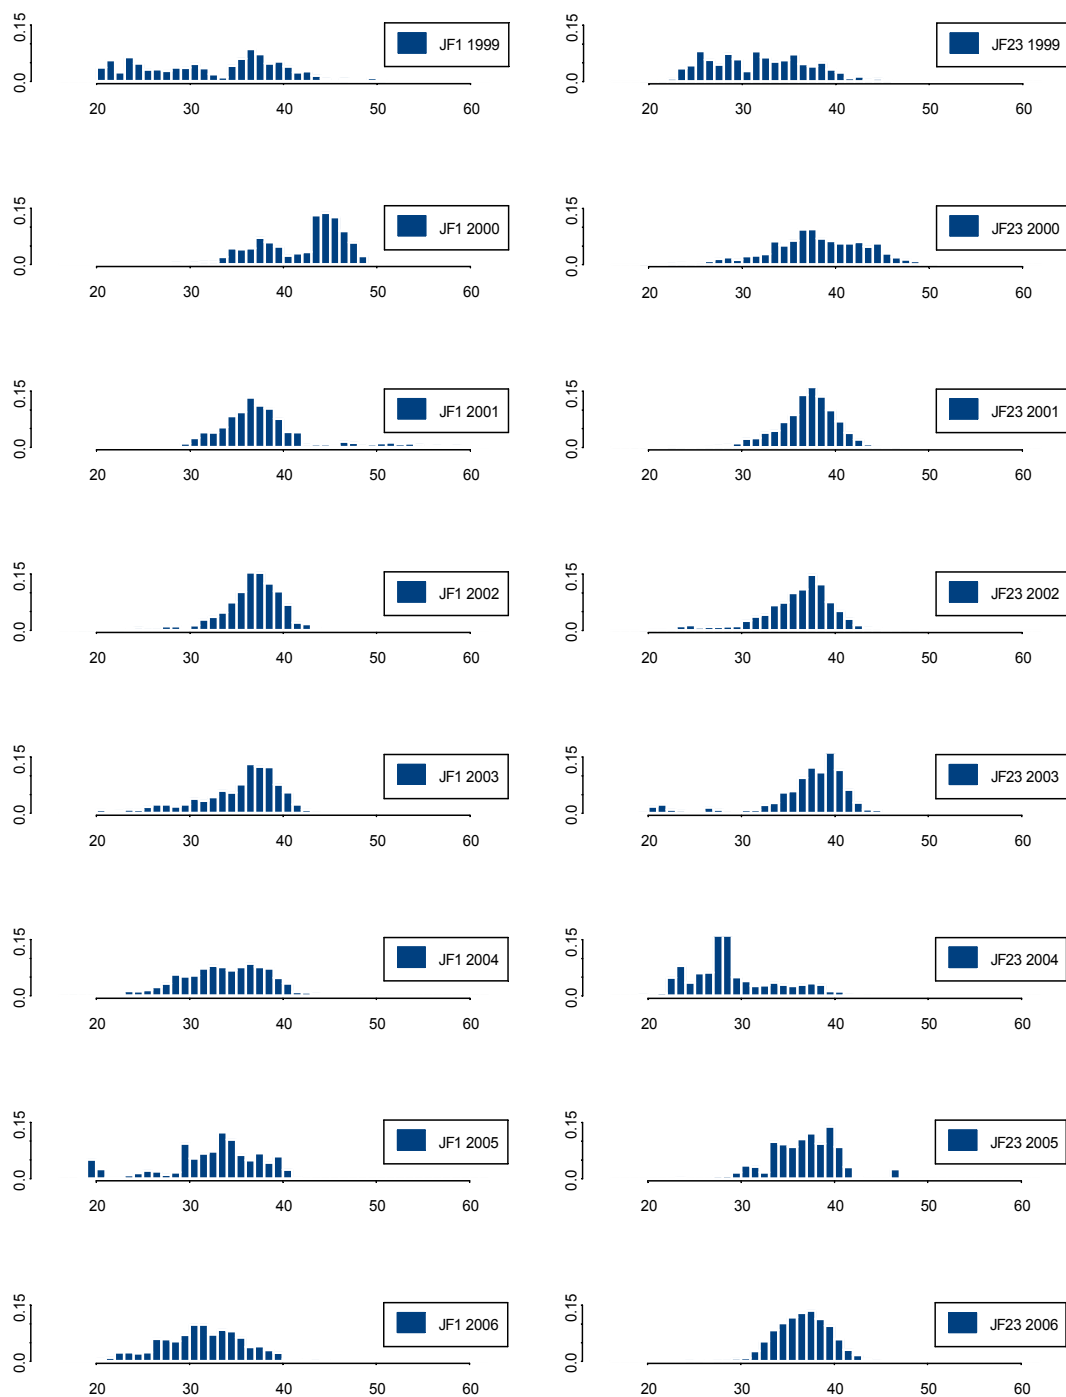 0.15 JF1 1999 0.15 JF23 1999
0.0 0.0
20 30 40 50 60 20 30 40 50 60
0.15 JF1 2000 0.15 JF23 2000
0.0 0.0
20 30 40 50 60 20 30 40 50 60
0.15 JF1 2001 0.15 JF23 2001
0.0 0.0
20 30 40 50 60 20 30 40 50 60
0.15 JF1 2002 0.15 JF23 2002
0.0 0.0
20 30 40 50 60 20 30 40 50 60
0.15 JF1 2003 0.15 JF23 2003
0.0 0.0
20 30 40 50 60 20 30 40 50 60
0.15 JF1 2004 0.15 JF23 2004
0.0 0.0
20 30 40 50 60 20 30 40 50 60
0.15 JF1 2005 0.15 JF23 2005
0.0 0.0
20 30 40 50 60 20 30 40 50 60
0.15 JF1 2006 0.15 JF23 2006
0.0 0.0
20 30 40 50 60 20 30 40 50 60